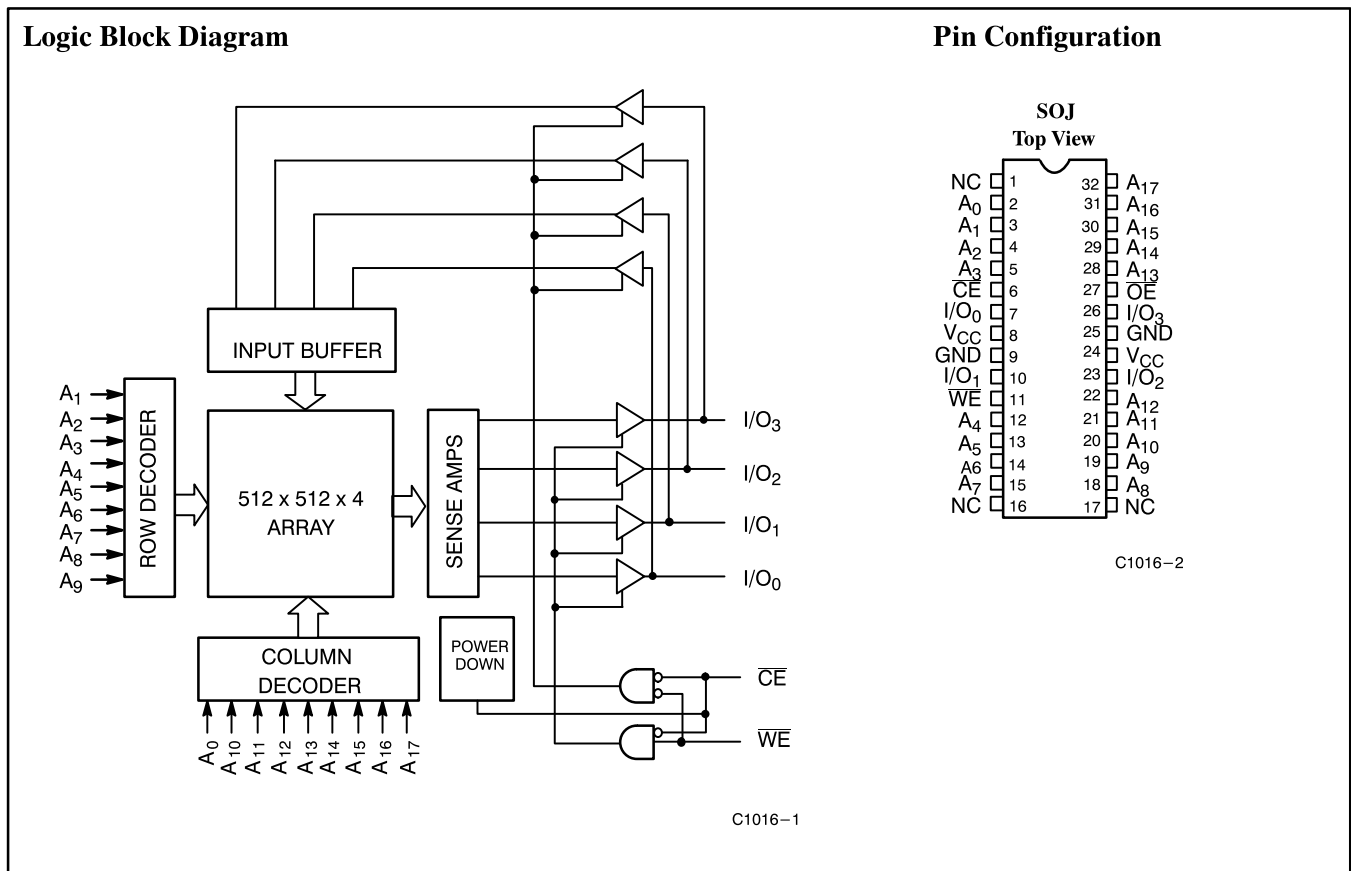 Logic Block Diagram
INPUT BUFFER
A1
A2
A3
A4
A5
A6
A7
A8
A9
ROW DECODER
512 x 512 x 4
ARRAY
SENSE AMPS
I/O3
I/O2
I/O1
I/O0
COLUMN
DECODER
A0
A10
A11
A12
A13
A14
A15
A16
A17
POWER
DOWN
C̅E̅
W̅E̅
C1016−1
Pin Configuration
SOJ
Top View
NC 1 32 A17
A0 2 31 A16
A1 3 30 A15
A2 4 29 A14
A3 5 28 A13
C̅E̅ 6 27 O̅E̅
I/O0 7 26 I/O3
VCC 8 25 GND
GND 9 24 VCC
I/O1 10 23 I/O2
W̅E̅ 11 22 A12
A4 12 21 A11
A5 13 20 A10
A6 14 19 A9
A7 15 18 A8
NC 16 17 NC
C1016−2